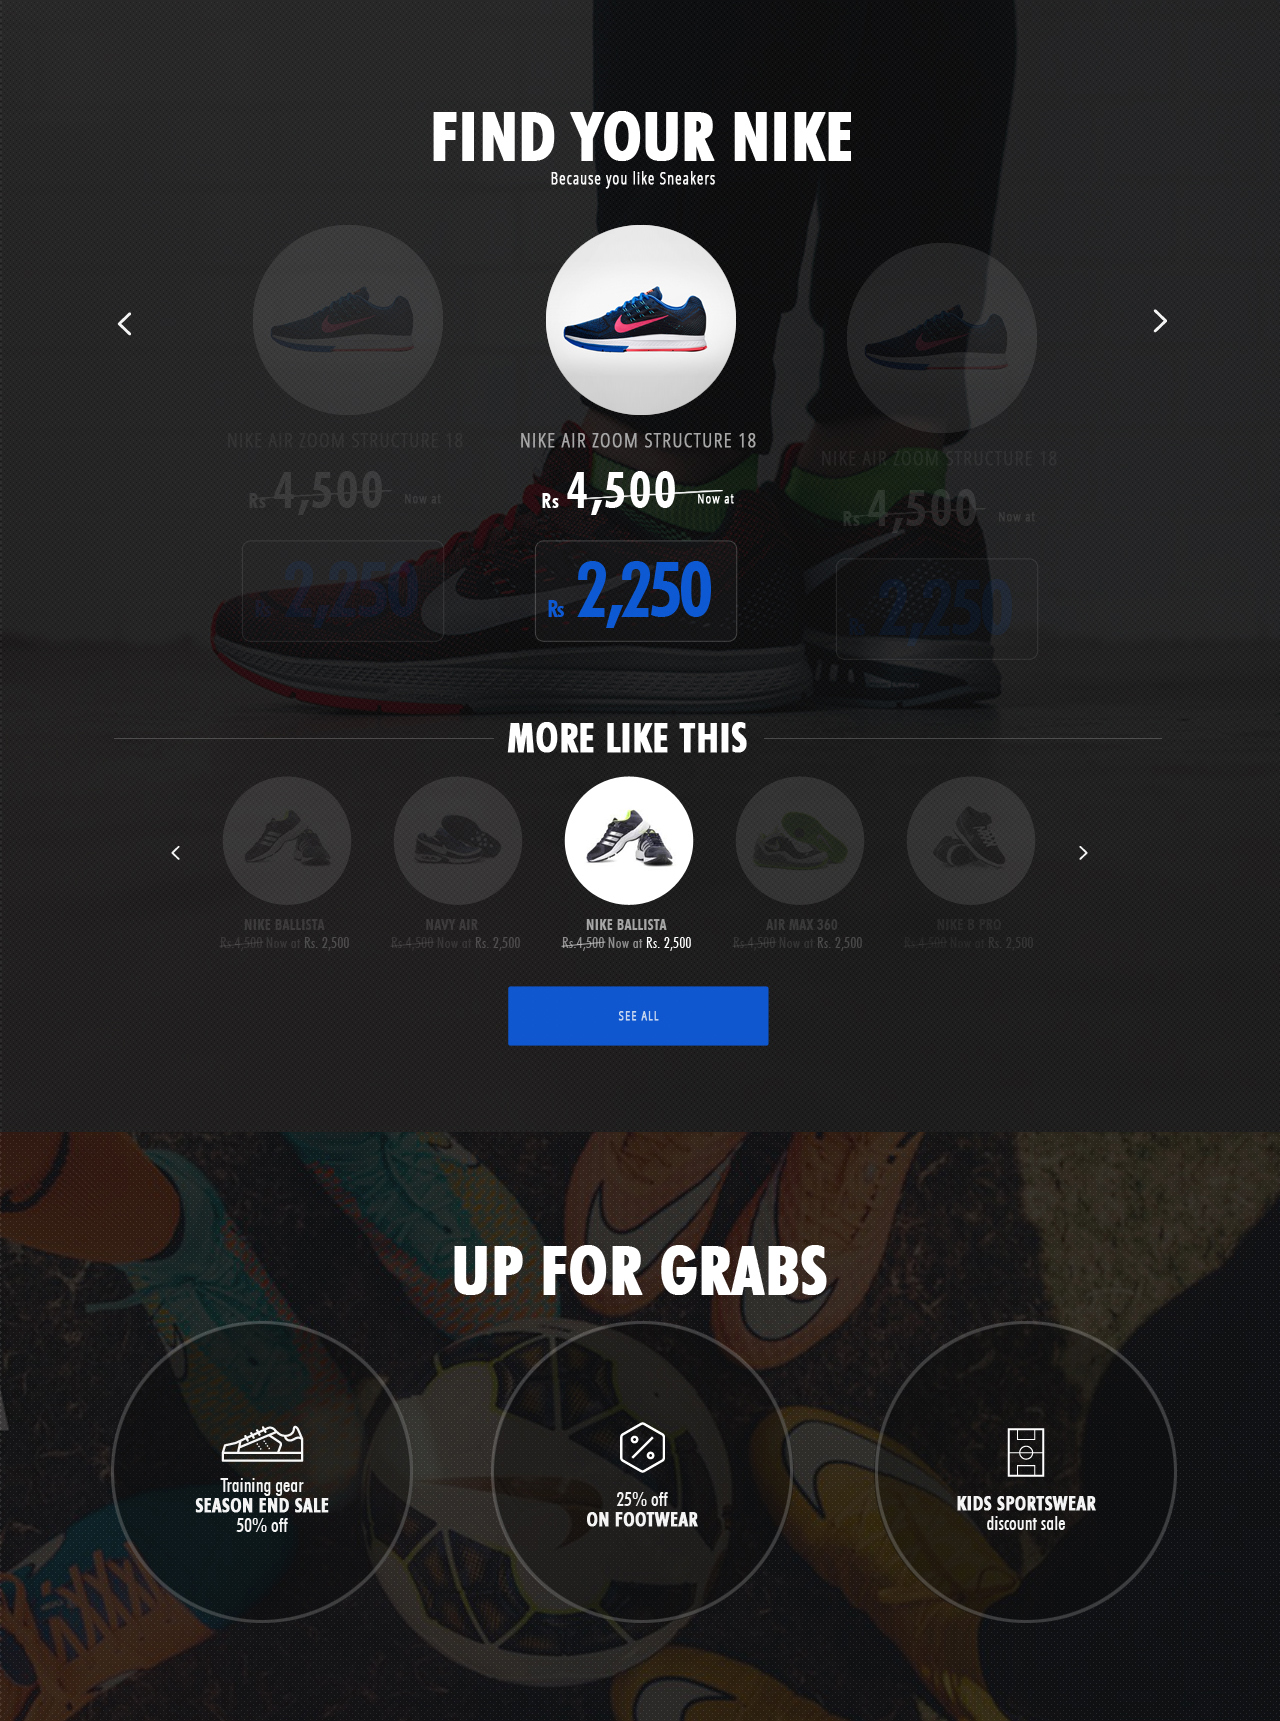 FIND YOUR NIKE
Because you like Sneakers
NIKE AIR ZOOM STRUCTURE 18
Rs 4,500 Now at
Rs 2,250
NIKE AIR ZOOM STRUCTURE 18
Rs 4,500 Now at
Rs 2,250
NIKE AIR ZOOM STRUCTURE 18
Rs 4,500 Now at
Rs 2,250
MORE LIKE THIS
NIKE BALLISTA
Rs.4,500 Now at Rs. 2,500
NAVY AIR
Rs.4,500 Now at Rs. 2,500
NIKE BALLISTA
Rs.4,500 Now at Rs. 2,500
AIR MAX 360
Rs.4,500 Now at Rs. 2,500
NIKE B PRO
Rs.4,500 Now at Rs. 2,500
SEE ALL
UP FOR GRABS
Training gear
SEASON END SALE
50% off
25% off
ON FOOTWEAR
KIDS SPORTSWEAR
discount sale